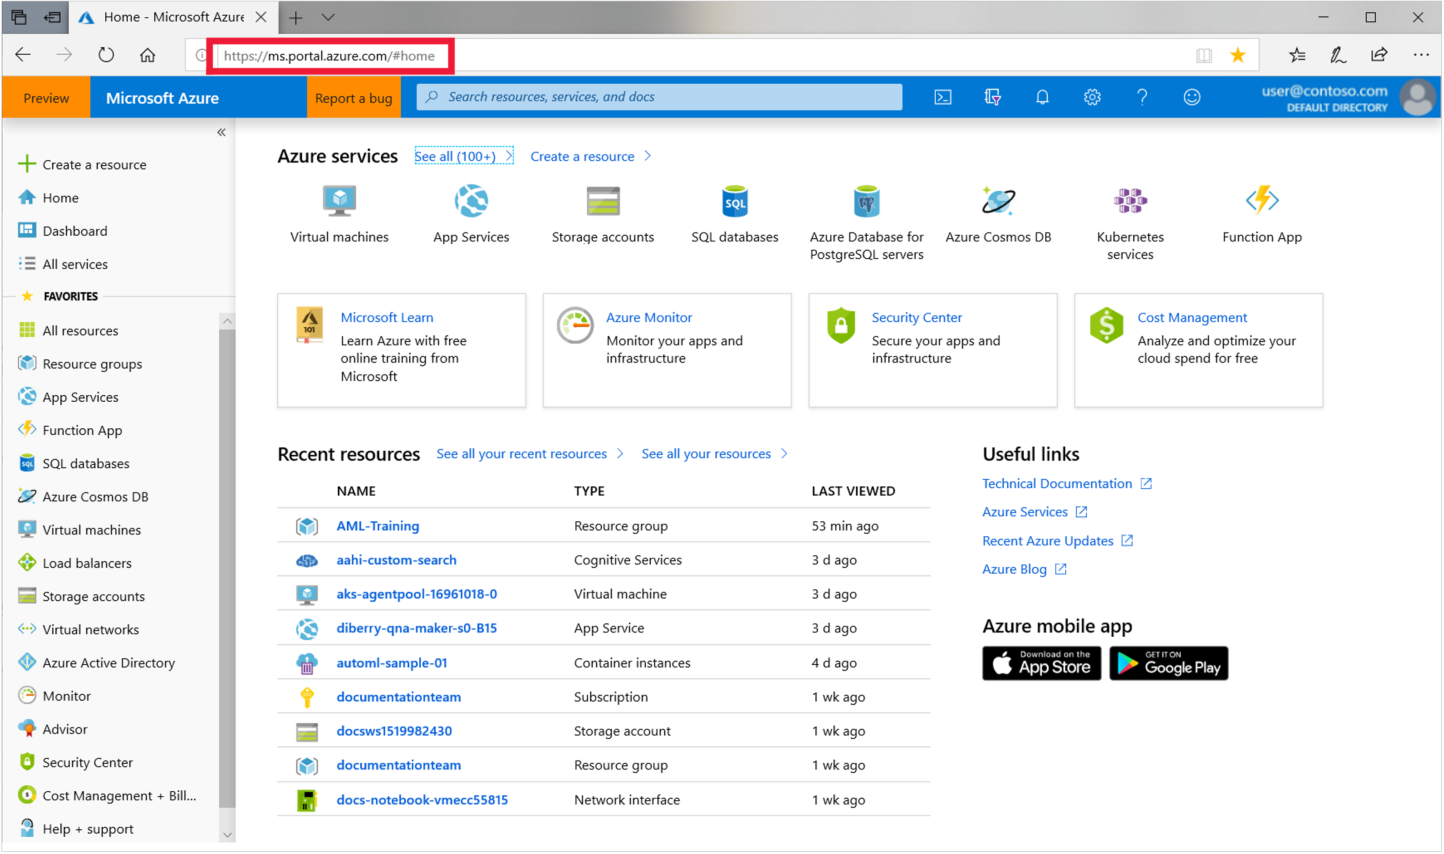 Home - Microsoft Azure
https://ms.portal.azure.com/#home
Preview
Microsoft Azure
Report a bug
Search resources, services, and docs
user@contoso.com
DEFAULT DIRECTORY
Create a resource
Home
Dashboard
All services
FAVORITES
All resources
Resource groups
App Services
Function App
SQL databases
Azure Cosmos DB
Virtual machines
Load balancers
Storage accounts
Virtual networks
Azure Active Directory
Monitor
Advisor
Security Center
Cost Management + Bill...
Help + support
Azure services See all (100+) Create a resource
SQL
Virtual machines
App Services
Storage accounts
SQL databases
Azure Database for
PostgreSQL servers
Azure Cosmos DB
Kubernetes
services
Function App
101
Microsoft Learn
Learn Azure with free
online training from
Microsoft
Azure Monitor
Monitor your apps and
infrastructure
Security Center
Secure your apps and
infrastructure
Cost Management
Analyze and optimize your
cloud spend for free
Recent resources See all your recent resources See all your resources
NAME TYPE LAST VIEWED
AML-Training Resource group 53 min ago
aahi-custom-search Cognitive Services 3 d ago
aks-agentpool-16961018-0 Virtual machine 3 d ago
diberry-qna-maker-s0-B15 App Service 3 d ago
automl-sample-01 Container instances 4 d ago
documentationteam Subscription 1 wk ago
docsws1519982430 Storage account 1 wk ago
documentationteam Resource group 1 wk ago
docs-notebook-vmecc55815 Network interface 1 wk ago
Useful links
Technical Documentation
Azure Services
Recent Azure Updates
Azure Blog
Azure mobile app
Download on the
App Store
GET IT ON
Google Play